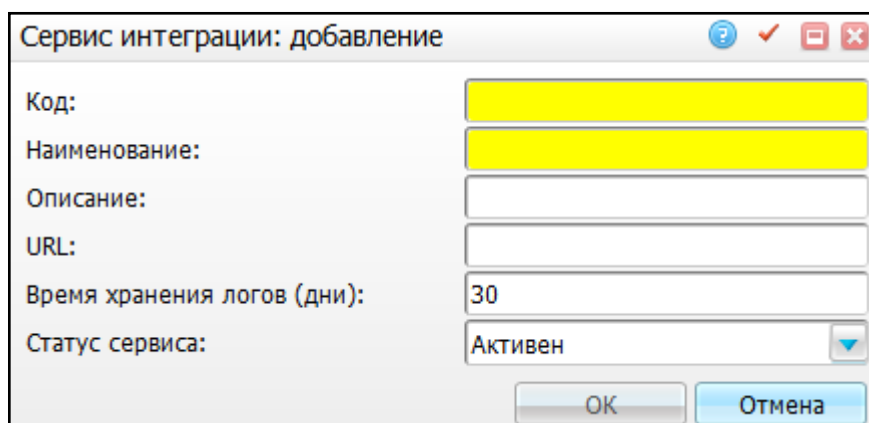 Сервис интеграции: добавление
Код:
Наименование:
Описание:
URL:
Время хранения логов (дни): 30
Статус сервиса: Активен
ОК Отмена